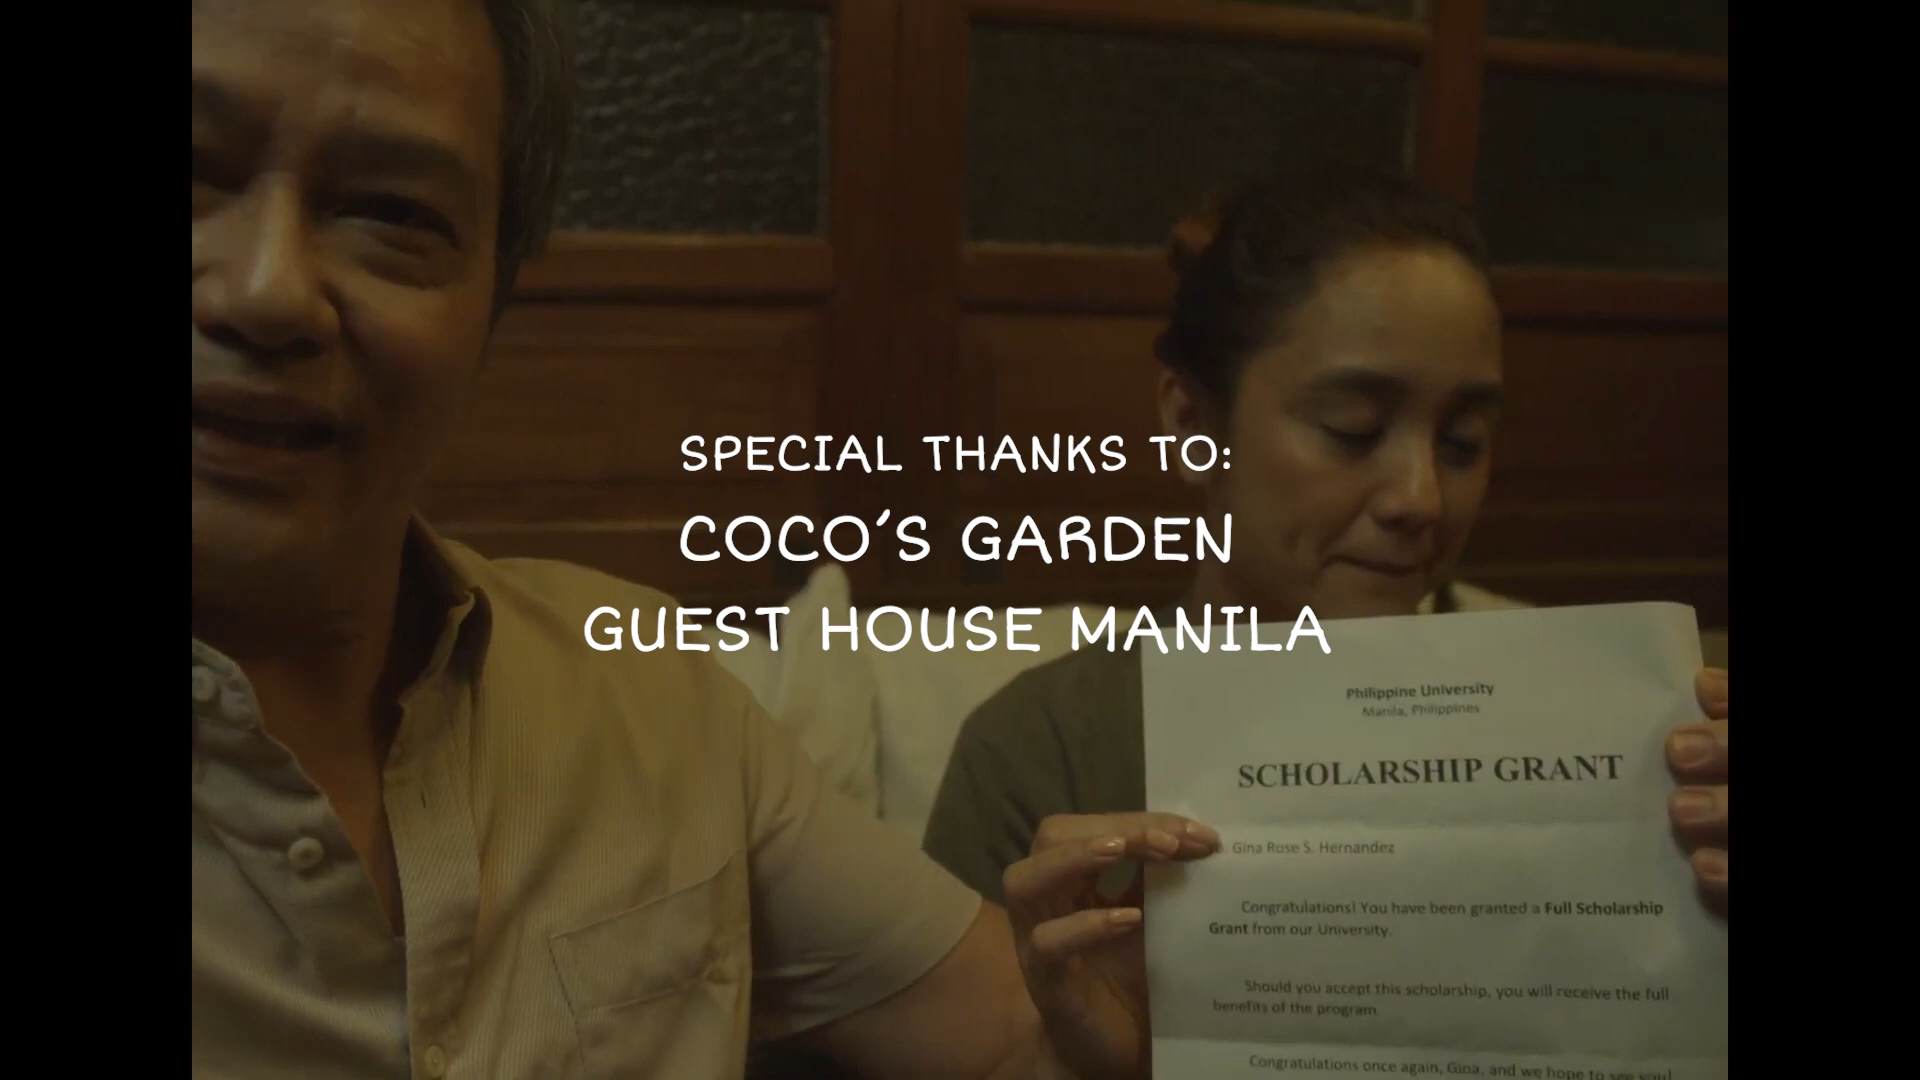 SPECIAL THANKS TO:
COCO'S GARDEN
GUEST HOUSE MANILA
Philippine University
Manila, Philippines
SCHOLARSHIP GRANT
Gina Rose S. Hernandez
Congratulations! You have been granted a Full Scholarship
Grant from our University.
Should you accept this scholarship, you will receive the full
benefits of the program.
Congratulations once again, Gina, and we hope to see you!